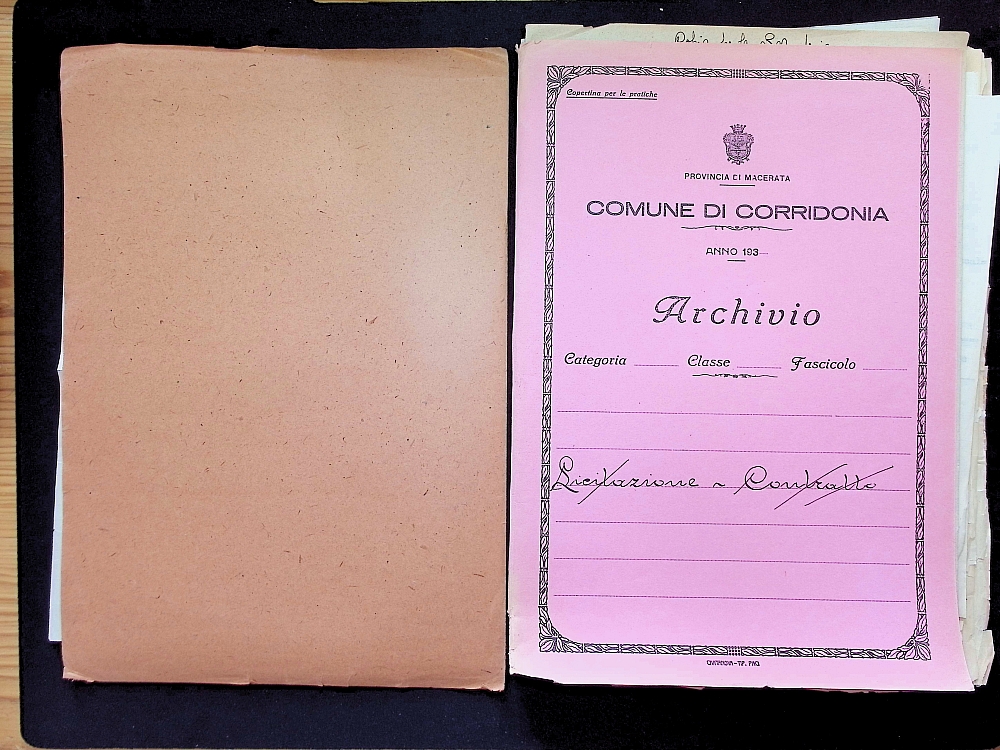 Copertina per le pratiche
PROVINCIA DI MACERATA
COMUNE DI CORRIDONIA
ANNO 193
Archivio
Categoria Classe Fascicolo
Licitazione - Contratto